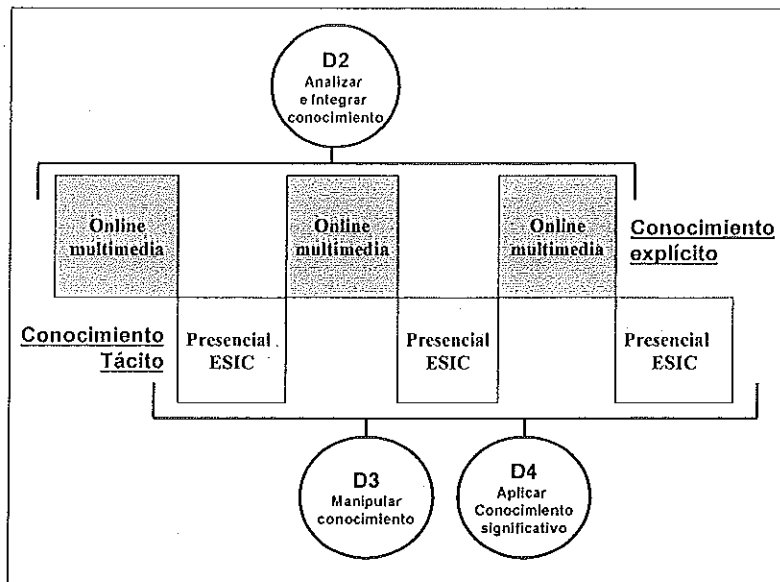 D2
Analizar
e Integrar
conocimiento
Online
multimedia
Online
multimedia
Online
multimedia
Conocimiento
explícito
Conocimiento
Tácito
Presencial
ESIC
Presencial
ESIC
Presencial
ESIC
D3
Manipular
conocimiento
D4
Aplicar
Conocimiento
significativo